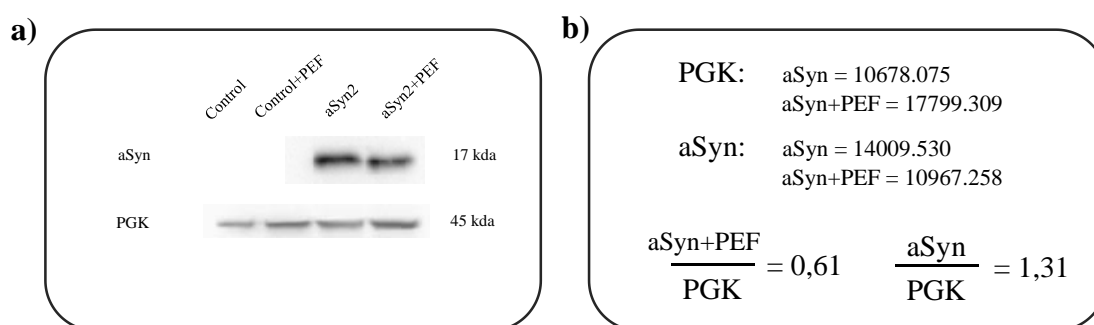 a)
Control
Control+PEF
aSyn2
aSyn2+PEF
aSyn
17 kda
PGK
45 kda
b)
PGK:
aSyn = 10678.075
aSyn+PEF = 17799.309
aSyn:
aSyn = 14009.530
aSyn+PEF = 10967.258
aSyn+PEF
PGK
= 0,61
aSyn
PGK
= 1,31